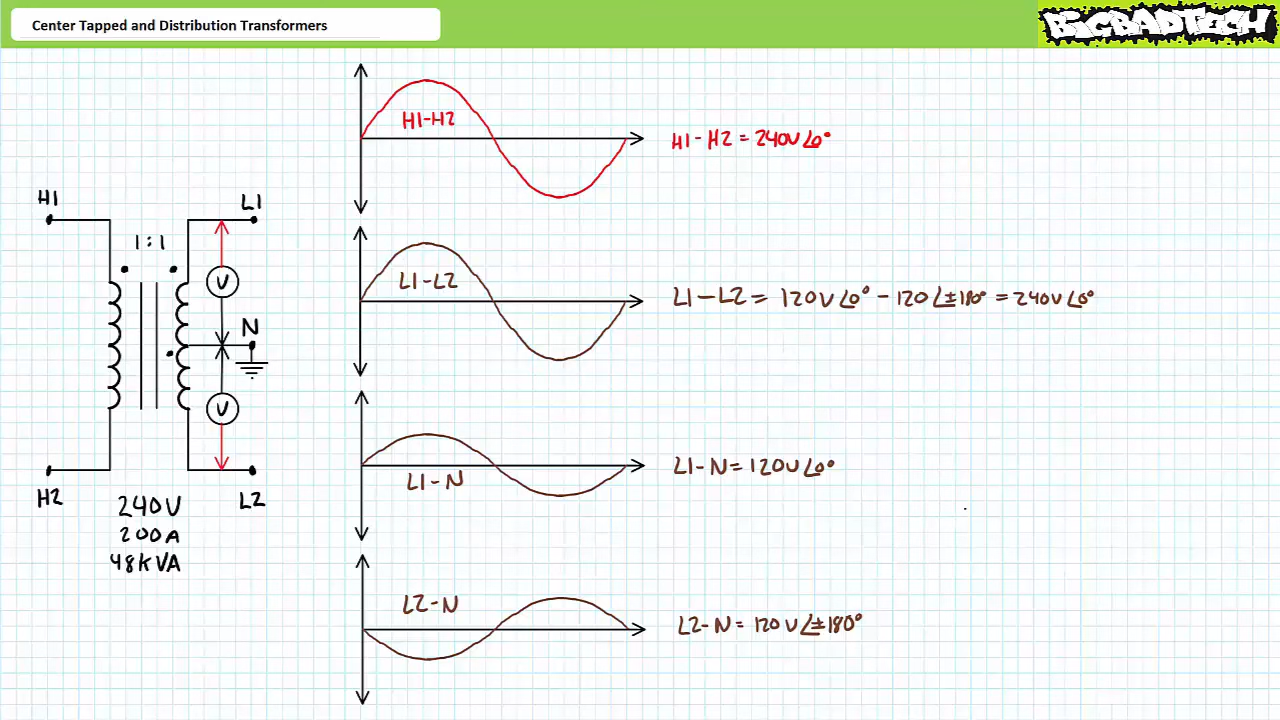 Center Tapped and Distribution Transformers
BIGBADTECH
H1-H2
H1-H2 = 240V∠0°
H1
L1
1:1
V
L1-L2
L1-L2 = 120V∠0° - 120∠±180° = 240V∠0°
N
V
L1-N
L1-N = 120V∠0°
H2
L2
240V
200A
48kVA
L2-N
L2-N = 120V∠±180°